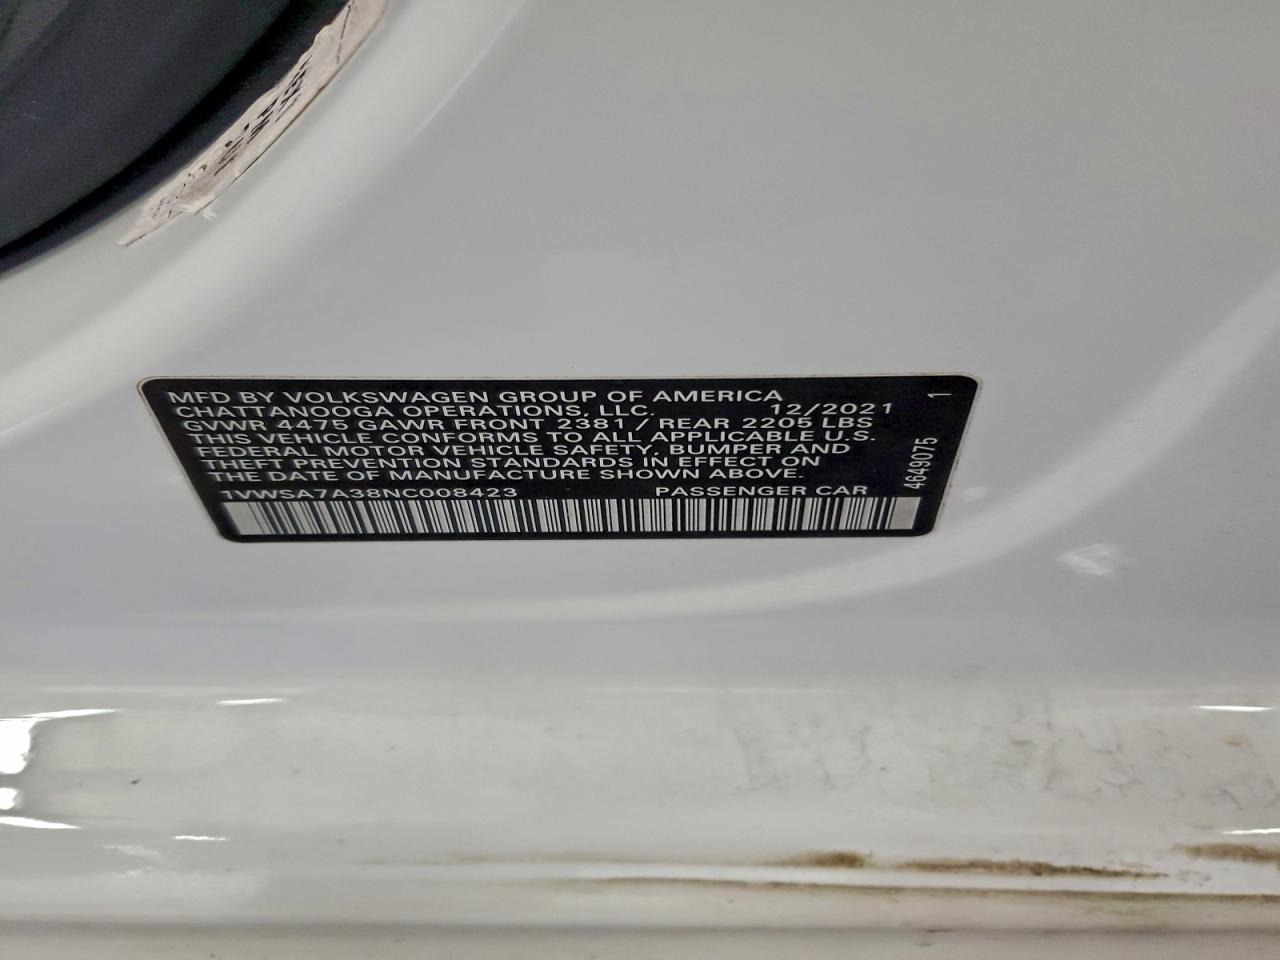 MFD BY VOLKSWAGEN GROUP OF AMERICA
CHATTANOOGA OPERATIONS, LLC. 12/2021
GVWR 4475 GAWR FRONT 2381 / REAR 2205 LBS
THIS VEHICLE CONFORMS TO ALL APPLICABLE U.S.
FEDERAL MOTOR VEHICLE SAFETY, BUMPER AND
THEFT PREVENTION STANDARDS IN EFFECT ON
THE DATE OF MANUFACTURE SHOWN ABOVE.
1VWSA7A38NC008423 PASSENGER CAR
4649075 1